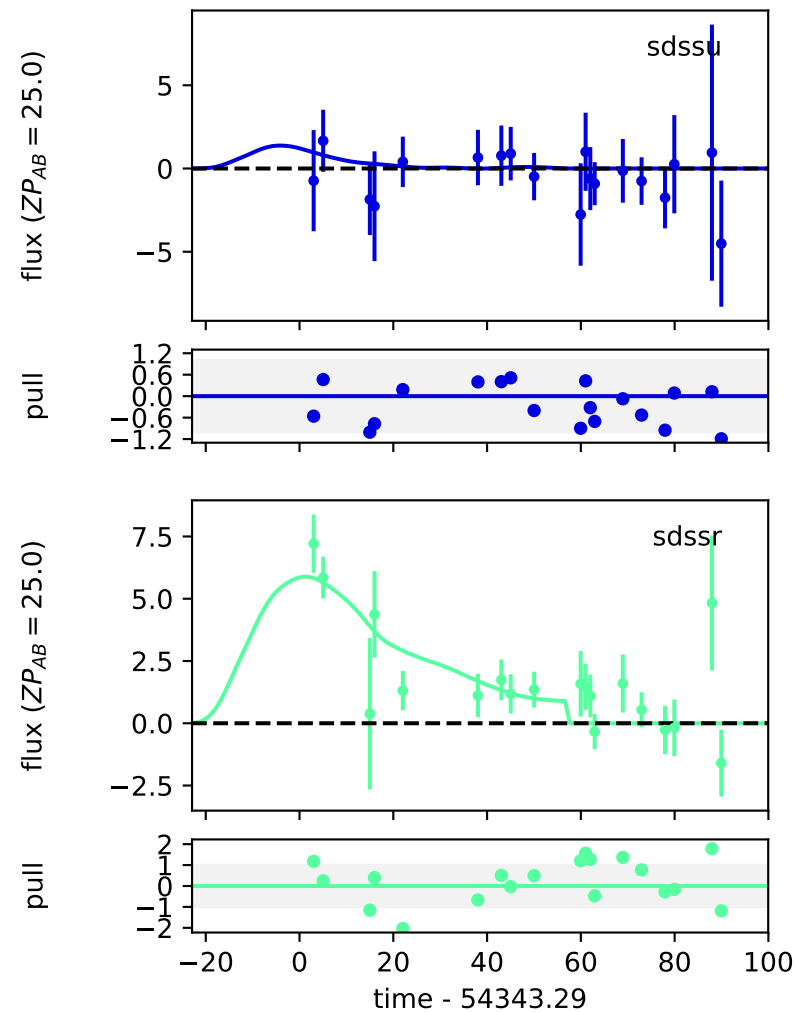 sdssu
flux (ZP_AB = 25.0)
5
0
−5
pull
1.2
0.6
0.0
−0.6
−1.2
sdssr
flux (ZP_AB = 25.0)
7.5
5.0
2.5
0.0
−2.5
pull
2
1
0
−1
−2
−20 0 20 40 60 80 100
time - 54343.29